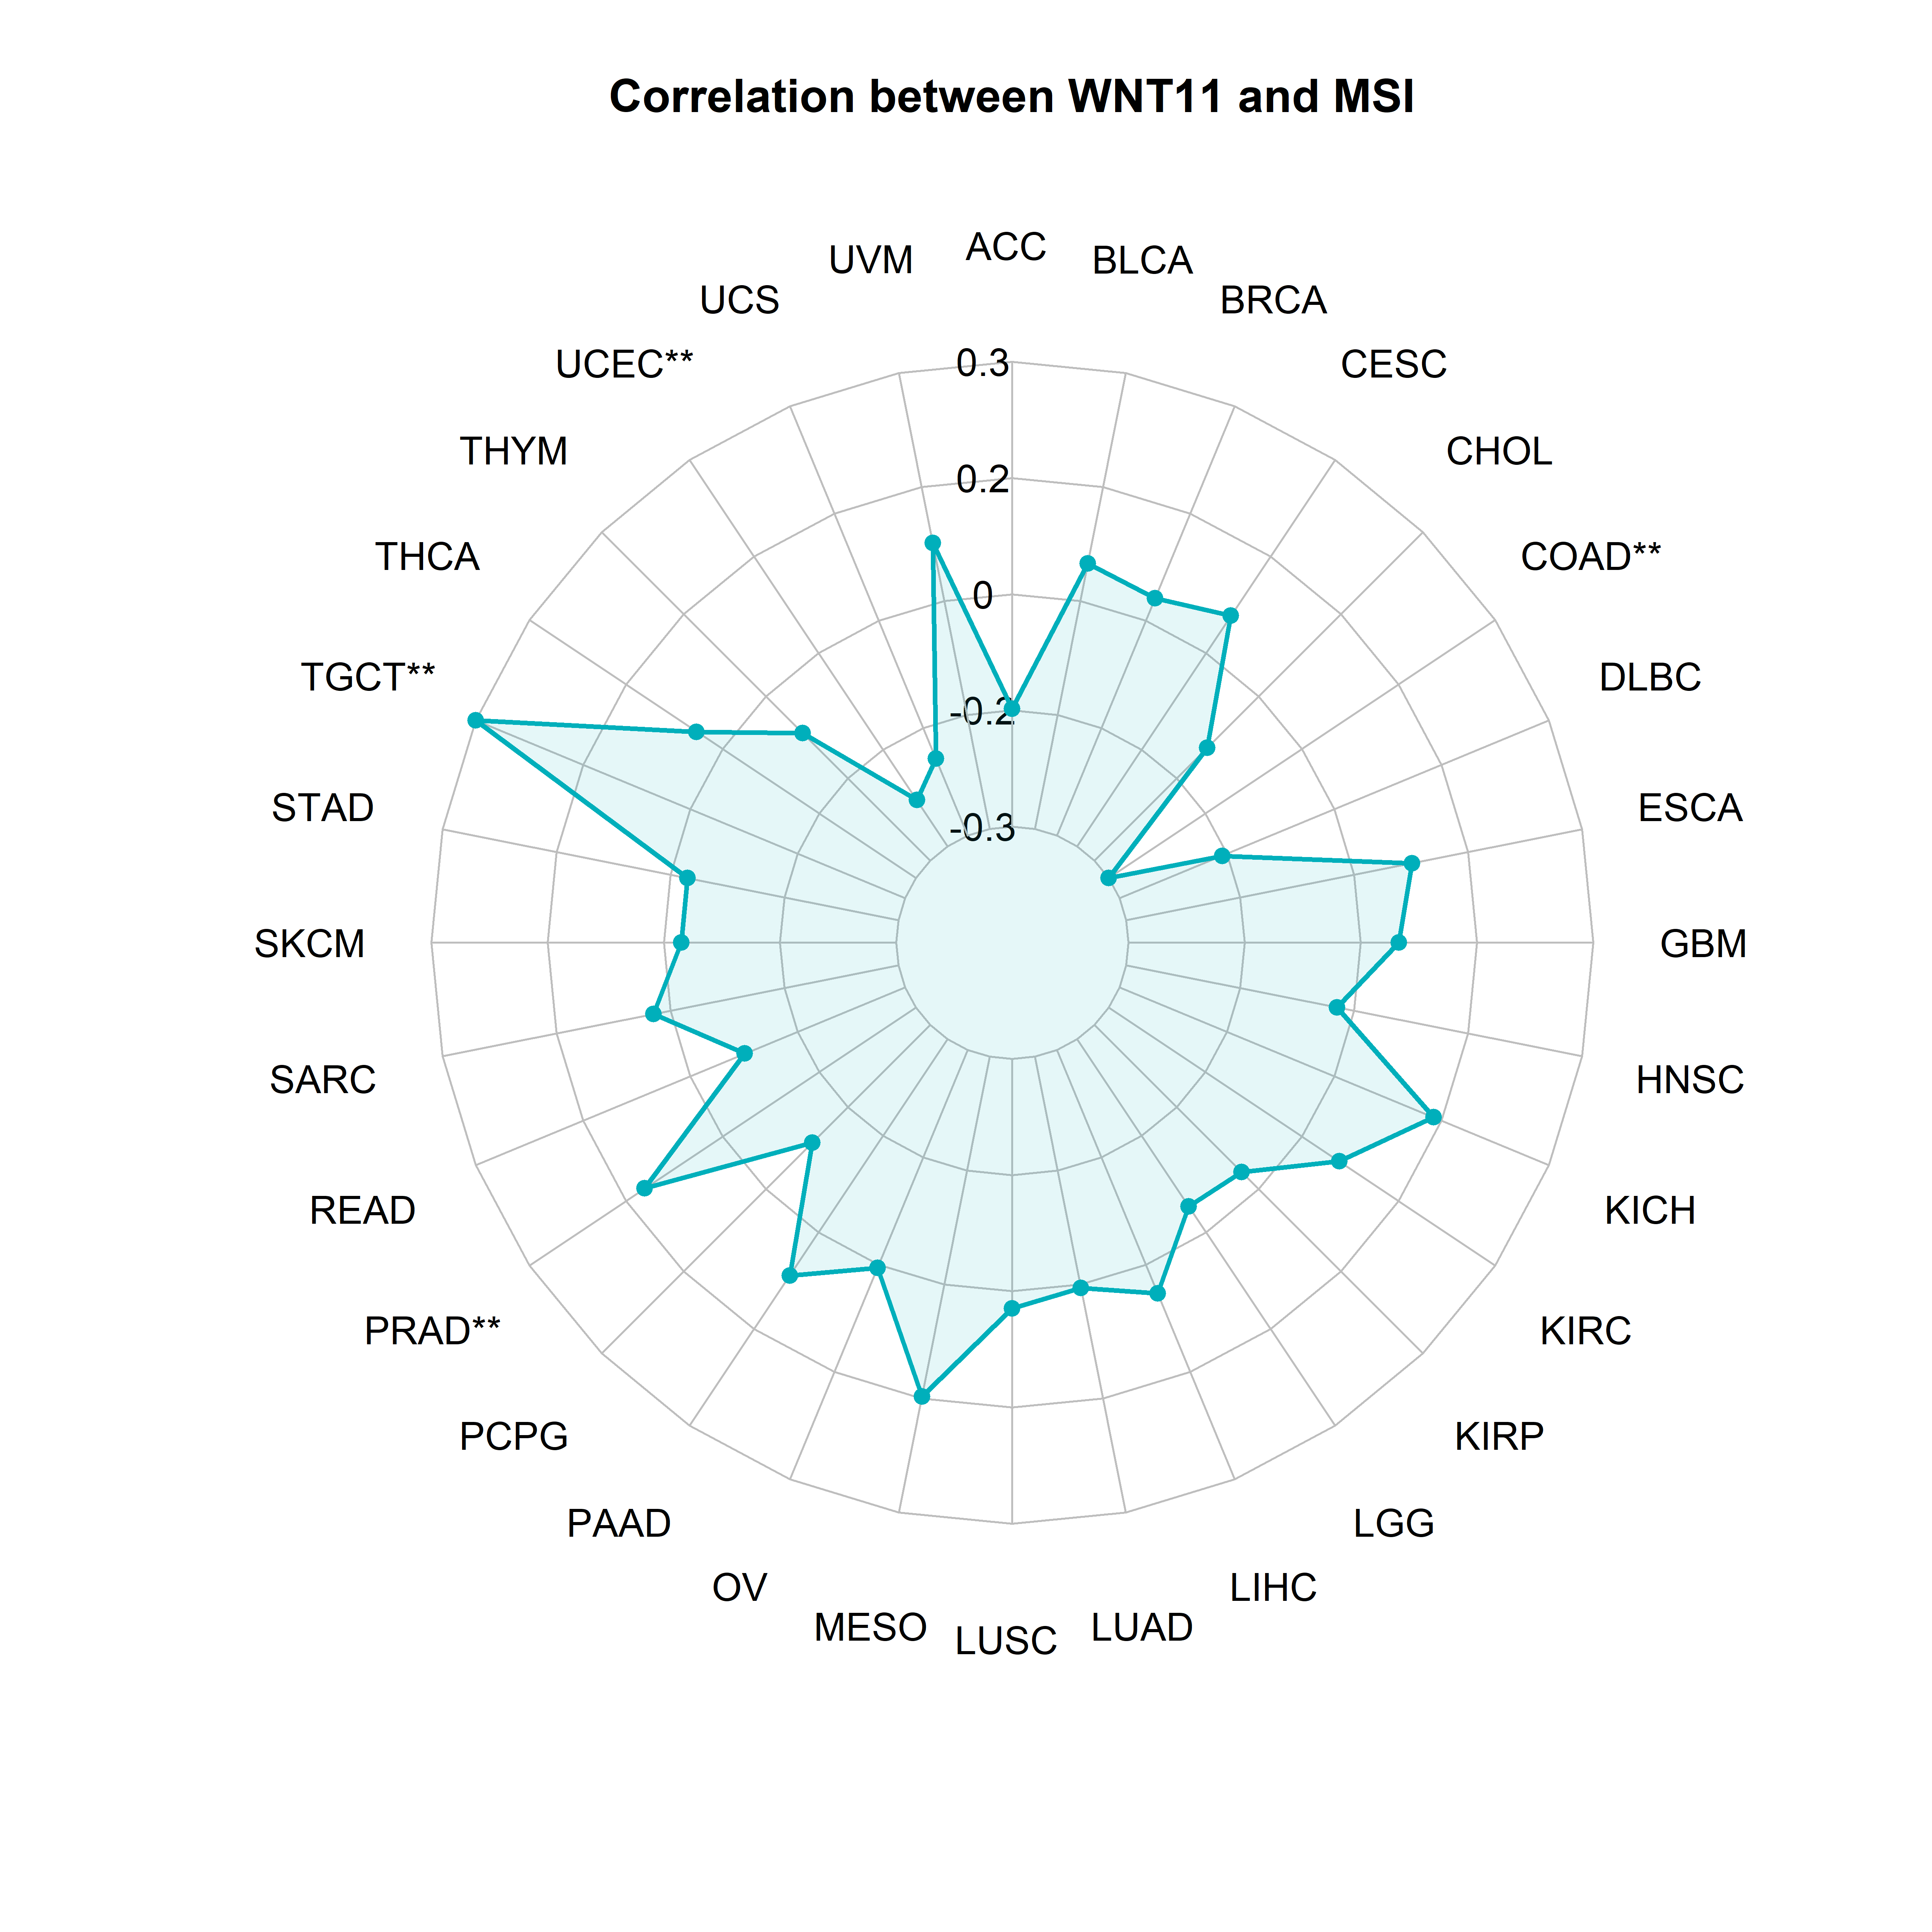 Correlation between WNT11 and MSI
ACC
BLCA
BRCA
CESC
CHOL
COAD**
DLBC
ESCA
GBM
HNSC
KICH
KIRC
KIRP
LGG
LIHC
LUAD
LUSC
MESO
OV
PAAD
PCPG
PRAD**
READ
SARC
SKCM
STAD
TGCT**
THCA
THYM
UCEC**
UCS
UVM
0.3
0.2
0
-0.2
-0.3